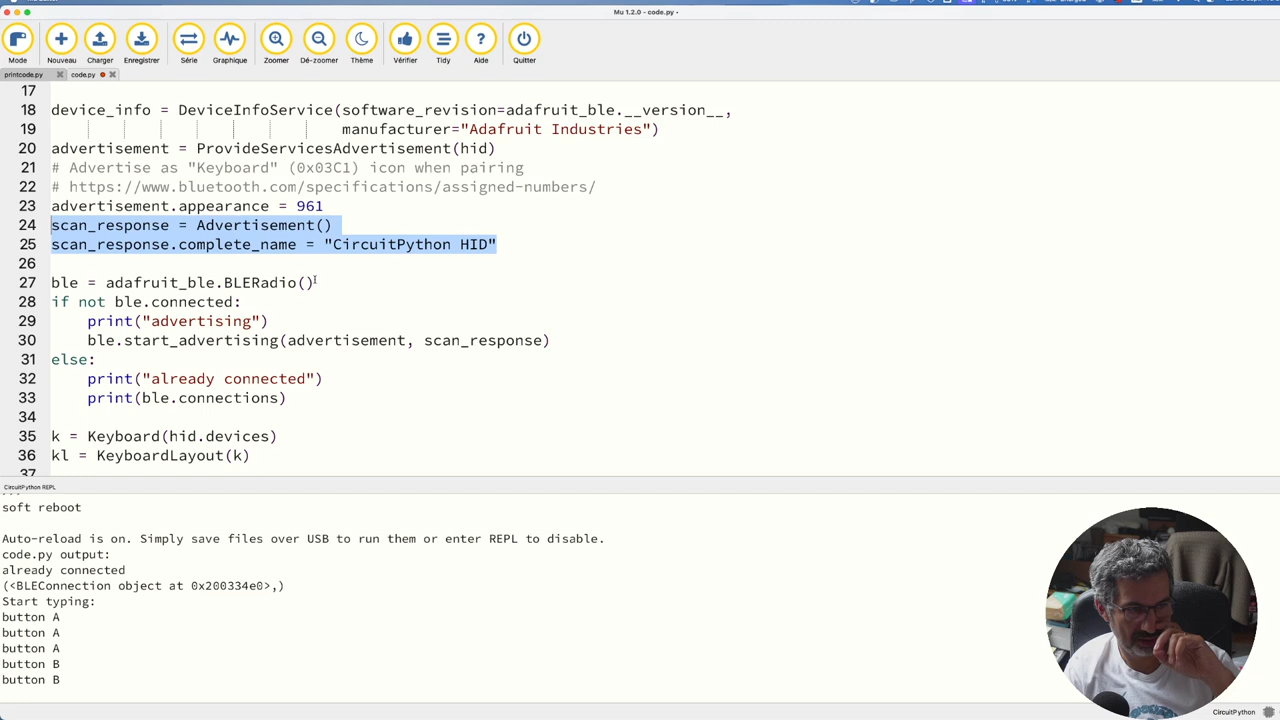 Mu 1.2.0 - code.py
Mode
Nouveau
Charger
Enregistrer
Série
Graphique
Zoomer
Dé-zoomer
Thème
Vérifier
Tidy
Aide
Quitter
printcode.py
code.py
17
18 device_info = DeviceInfoService(software_revision=adafruit_ble.__version__,
19 manufacturer="Adafruit Industries")
20 advertisement = ProvideServicesAdvertisement(hid)
21 # Advertise as "Keyboard" (0x03C1) icon when pairing
22 # https://www.bluetooth.com/specifications/assigned-numbers/
23 advertisement.appearance = 961
24 scan_response = Advertisement()
25 scan_response.complete_name = "CircuitPython HID"
26
27 ble = adafruit_ble.BLERadio()
28 if not ble.connected:
29 print("advertising")
30 ble.start_advertising(advertisement, scan_response)
31 else:
32 print("already connected")
33 print(ble.connections)
34
35 k = Keyboard(hid.devices)
36 kl = KeyboardLayout(k)
37
CircuitPython REPL
soft reboot
Auto-reload is on. Simply save files over USB to run them or enter REPL to disable.
code.py output:
already connected
(<BLEConnection object at 0x200334e0>,)
Start typing:
button A
button A
button A
button B
button B
CircuitPython